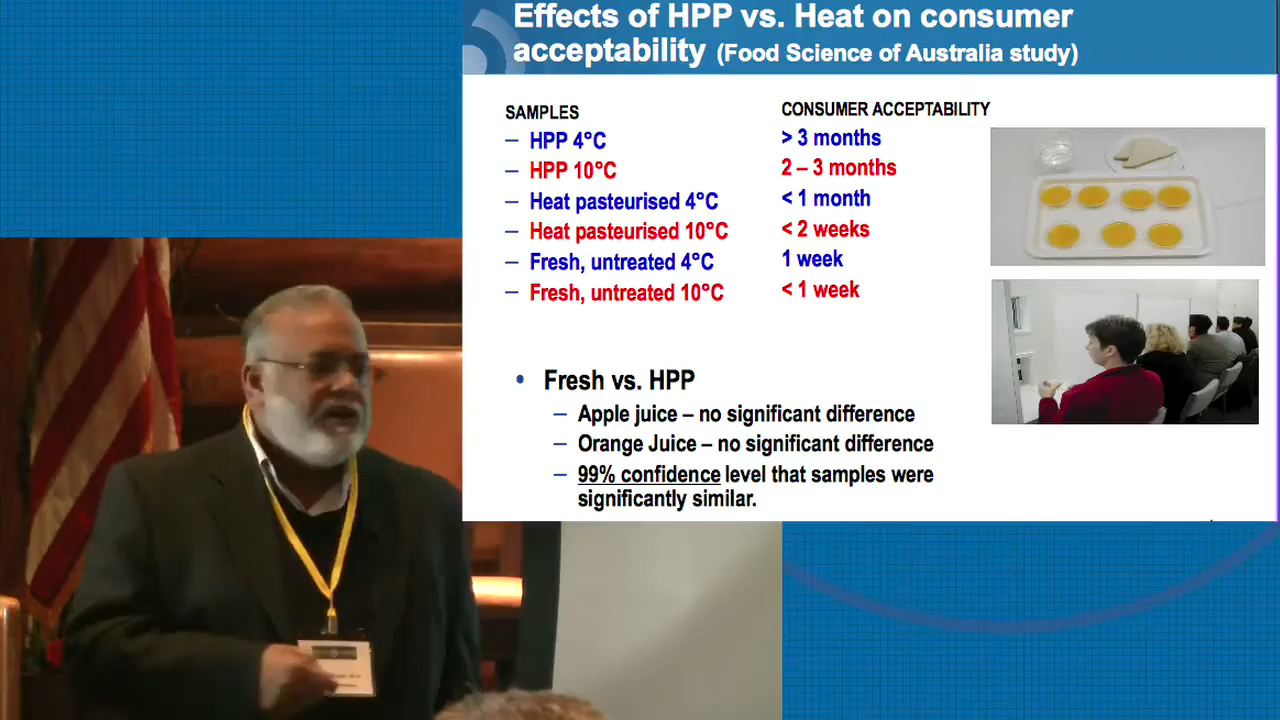 Effects of HPP vs. Heat on consumer
acceptability (Food Science of Australia study)
SAMPLES CONSUMER ACCEPTABILITY
– HPP 4°C > 3 months
– HPP 10°C 2 – 3 months
– Heat pasteurised 4°C < 1 month
– Heat pasteurised 10°C < 2 weeks
– Fresh, untreated 4°C 1 week
– Fresh, untreated 10°C < 1 week
• Fresh vs. HPP
– Apple juice – no significant difference
– Orange Juice – no significant difference
– 99% confidence level that samples were
significantly similar.